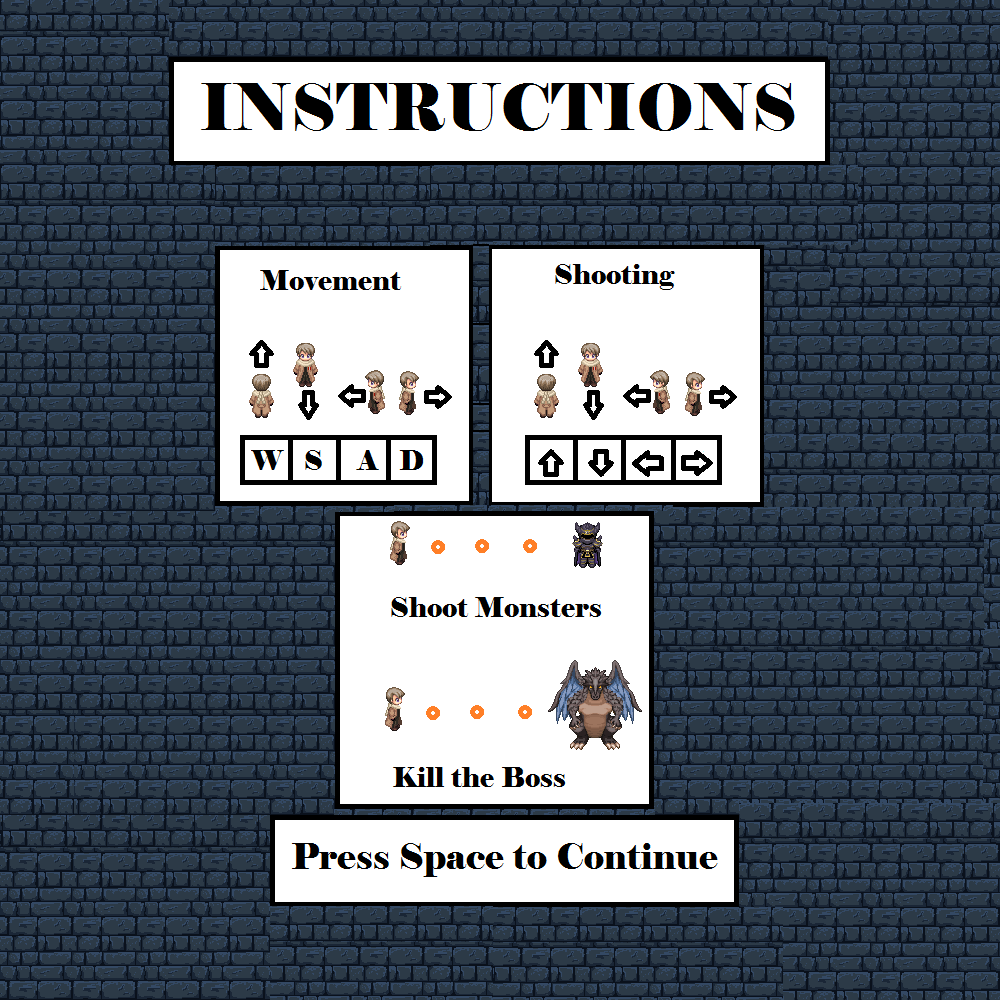 INSTRUCTIONS
Movement
W S A D
Shooting
Shoot Monsters
Kill the Boss
Press Space to Continue